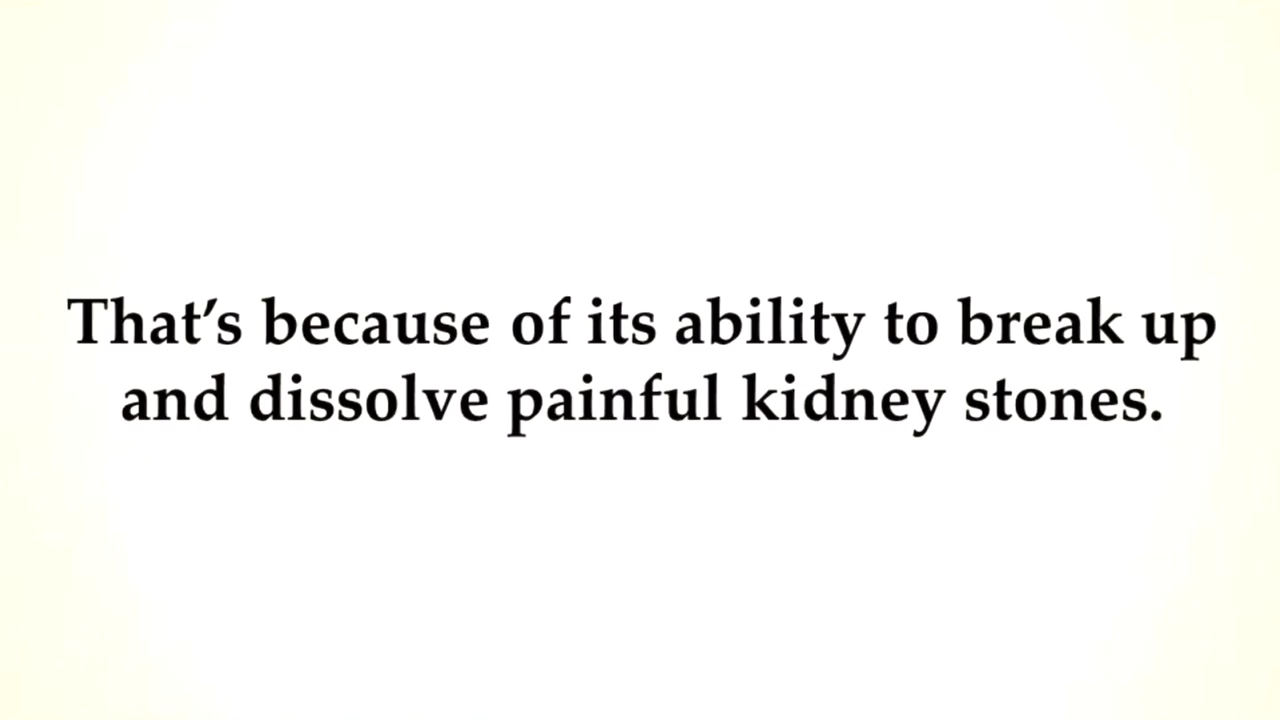 That’s because of its ability to break up
and dissolve painful kidney stones.